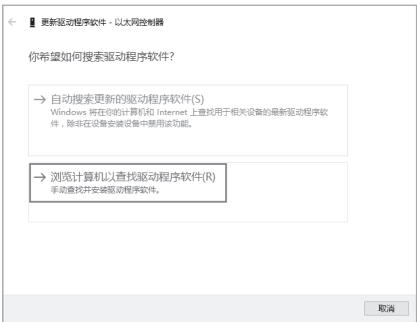 更新驱动程序软件 - 以太网控制器
你希望如何搜索驱动程序软件?
→ 自动搜索更新的驱动程序软件(S)
Windows 将在你的计算机和 Internet 上查找用于相关设备的最新驱动程序软
件，除非在设备安装设备中禁用该功能。
→ 浏览计算机以查找驱动程序软件(R)
手动查找并安装驱动程序软件。
取消